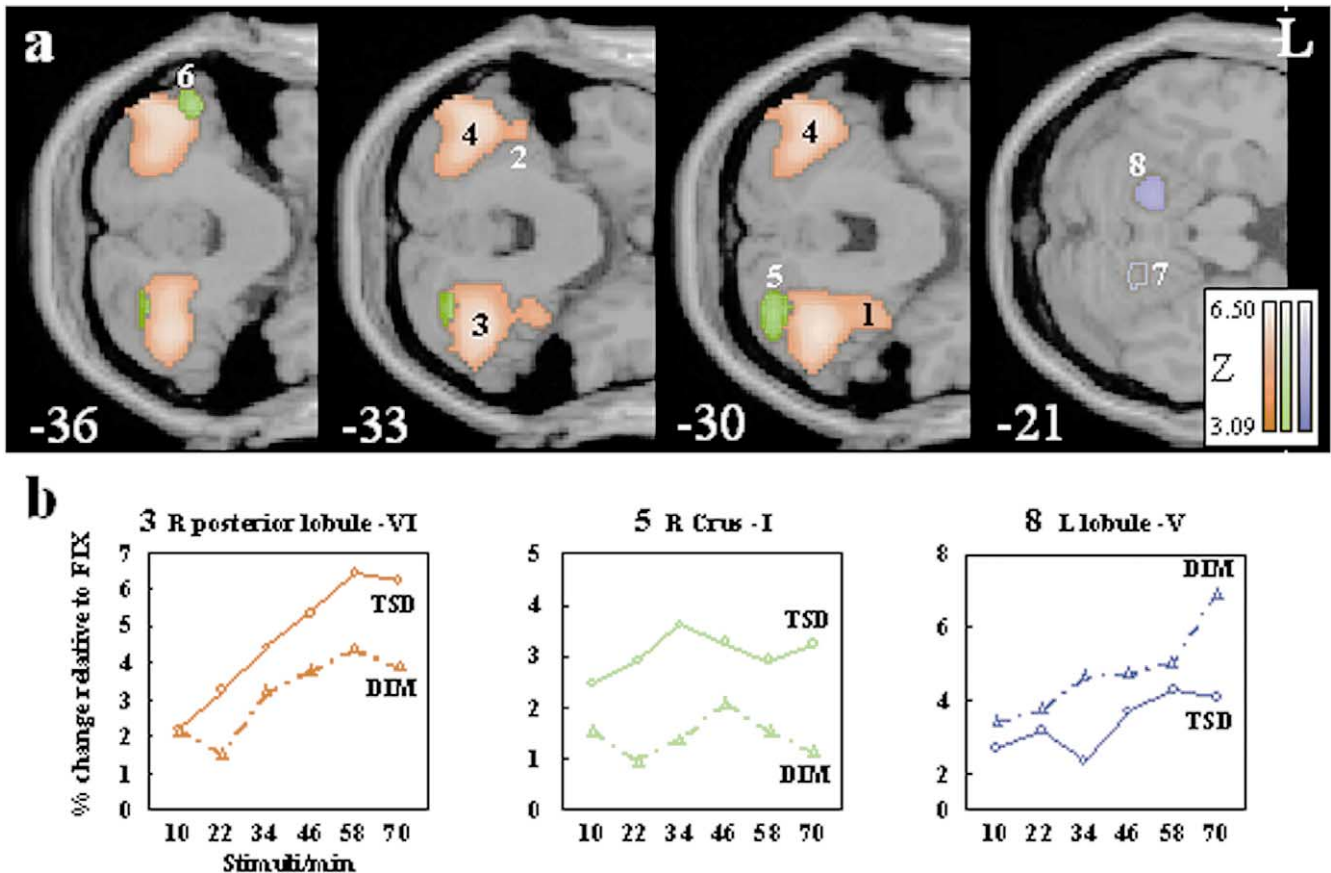 a
L
6
4
2
4
8
7
5
3
1
6.50
Z
3.09
-36
-33
-30
-21
b
3 R posterior lobule - VI
5 R Crus - I
8 L lobule - V
% change relative to FIX
7
6
5
4
3
2
1
0
TSD
DIM
10 22 34 46 58 70
Stimuli/min
5
4
3
2
1
0
TSD
DIM
10 22 34 46 58 70
8
6
4
2
0
DIM
TSD
10 22 34 46 58 70